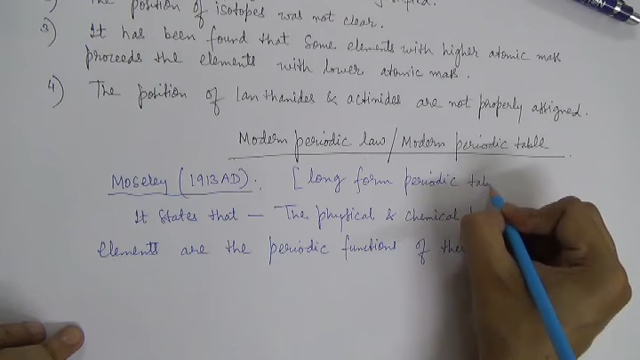 The position of isotopes was not clear.
3) It has been found that some elements with higher atomic mass
proceeds the elements with lower atomic mass.
4) The position of lanthanides & actinides are not properly assigned.
Modern periodic law/Modern periodic table
Moseley (1913AD). [long form periodic tab
It states that — The physical & chemical
elements are the periodic functions of the